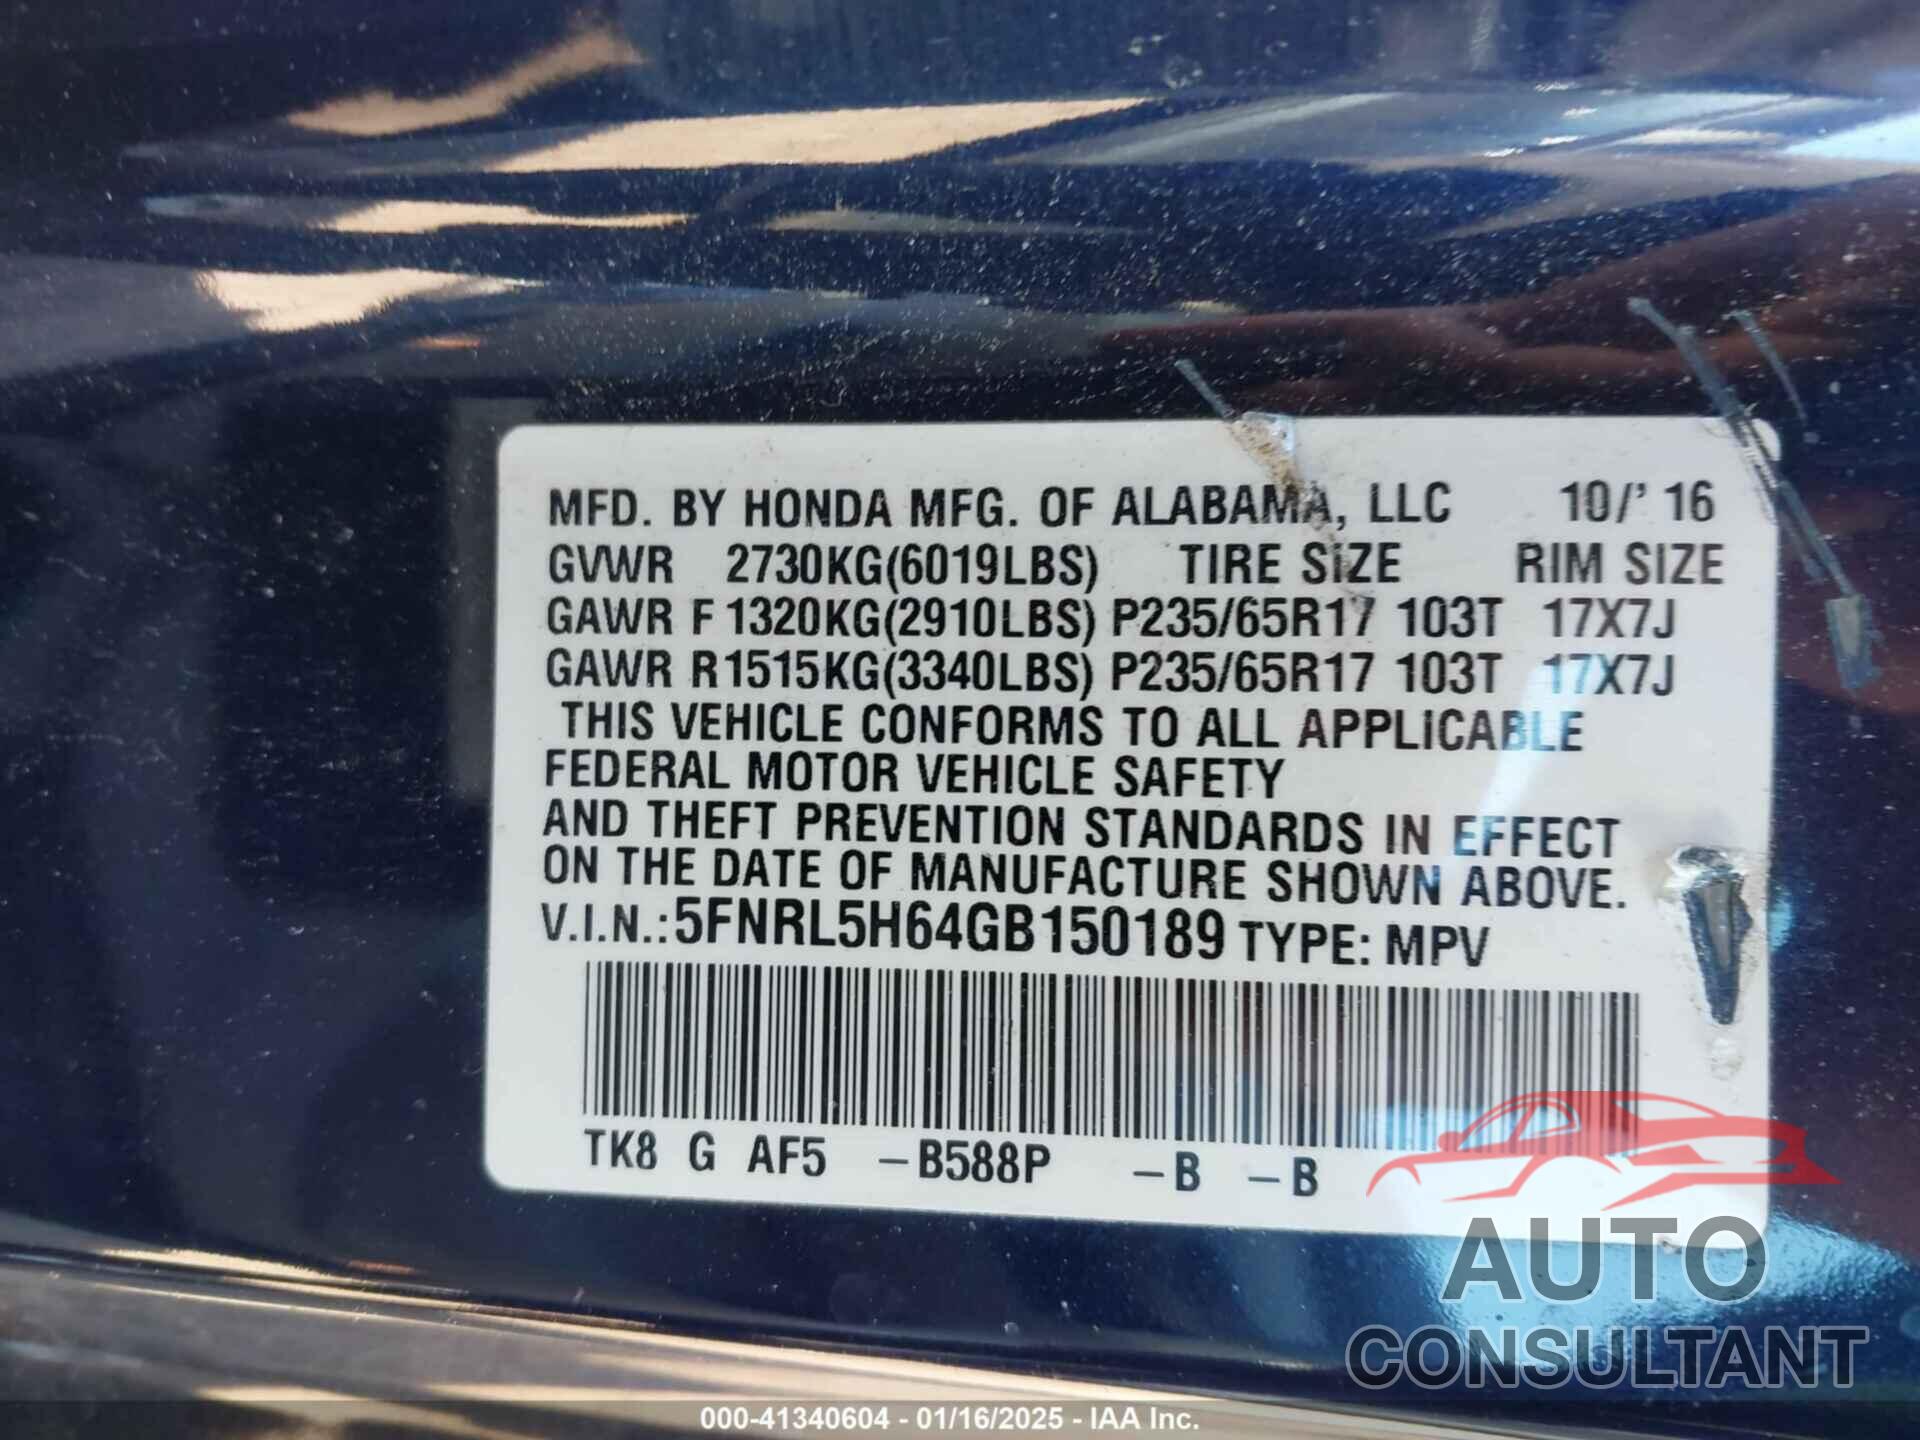 MFD. BY HONDA MFG. OF ALABAMA, LLC 10/' 16
GVWR 2730KG(6019LBS) TIRE SIZE RIM SIZE
GAWR F 1320KG(2910LBS) P235/65R17 103T 17X7J
GAWR R1515KG(3340LBS) P235/65R17 103T 17X7J
THIS VEHICLE CONFORMS TO ALL APPLICABLE
FEDERAL MOTOR VEHICLE SAFETY
AND THEFT PREVENTION STANDARDS IN EFFECT
ON THE DATE OF MANUFACTURE SHOWN ABOVE.
V.I.N.:5FNRL5H64GB150189 TYPE: MPV
TK8 G AF5 -B588P -B -B
AUTO
CONSULTANT
000-41340604 - 01/16/2025 - IAA Inc.